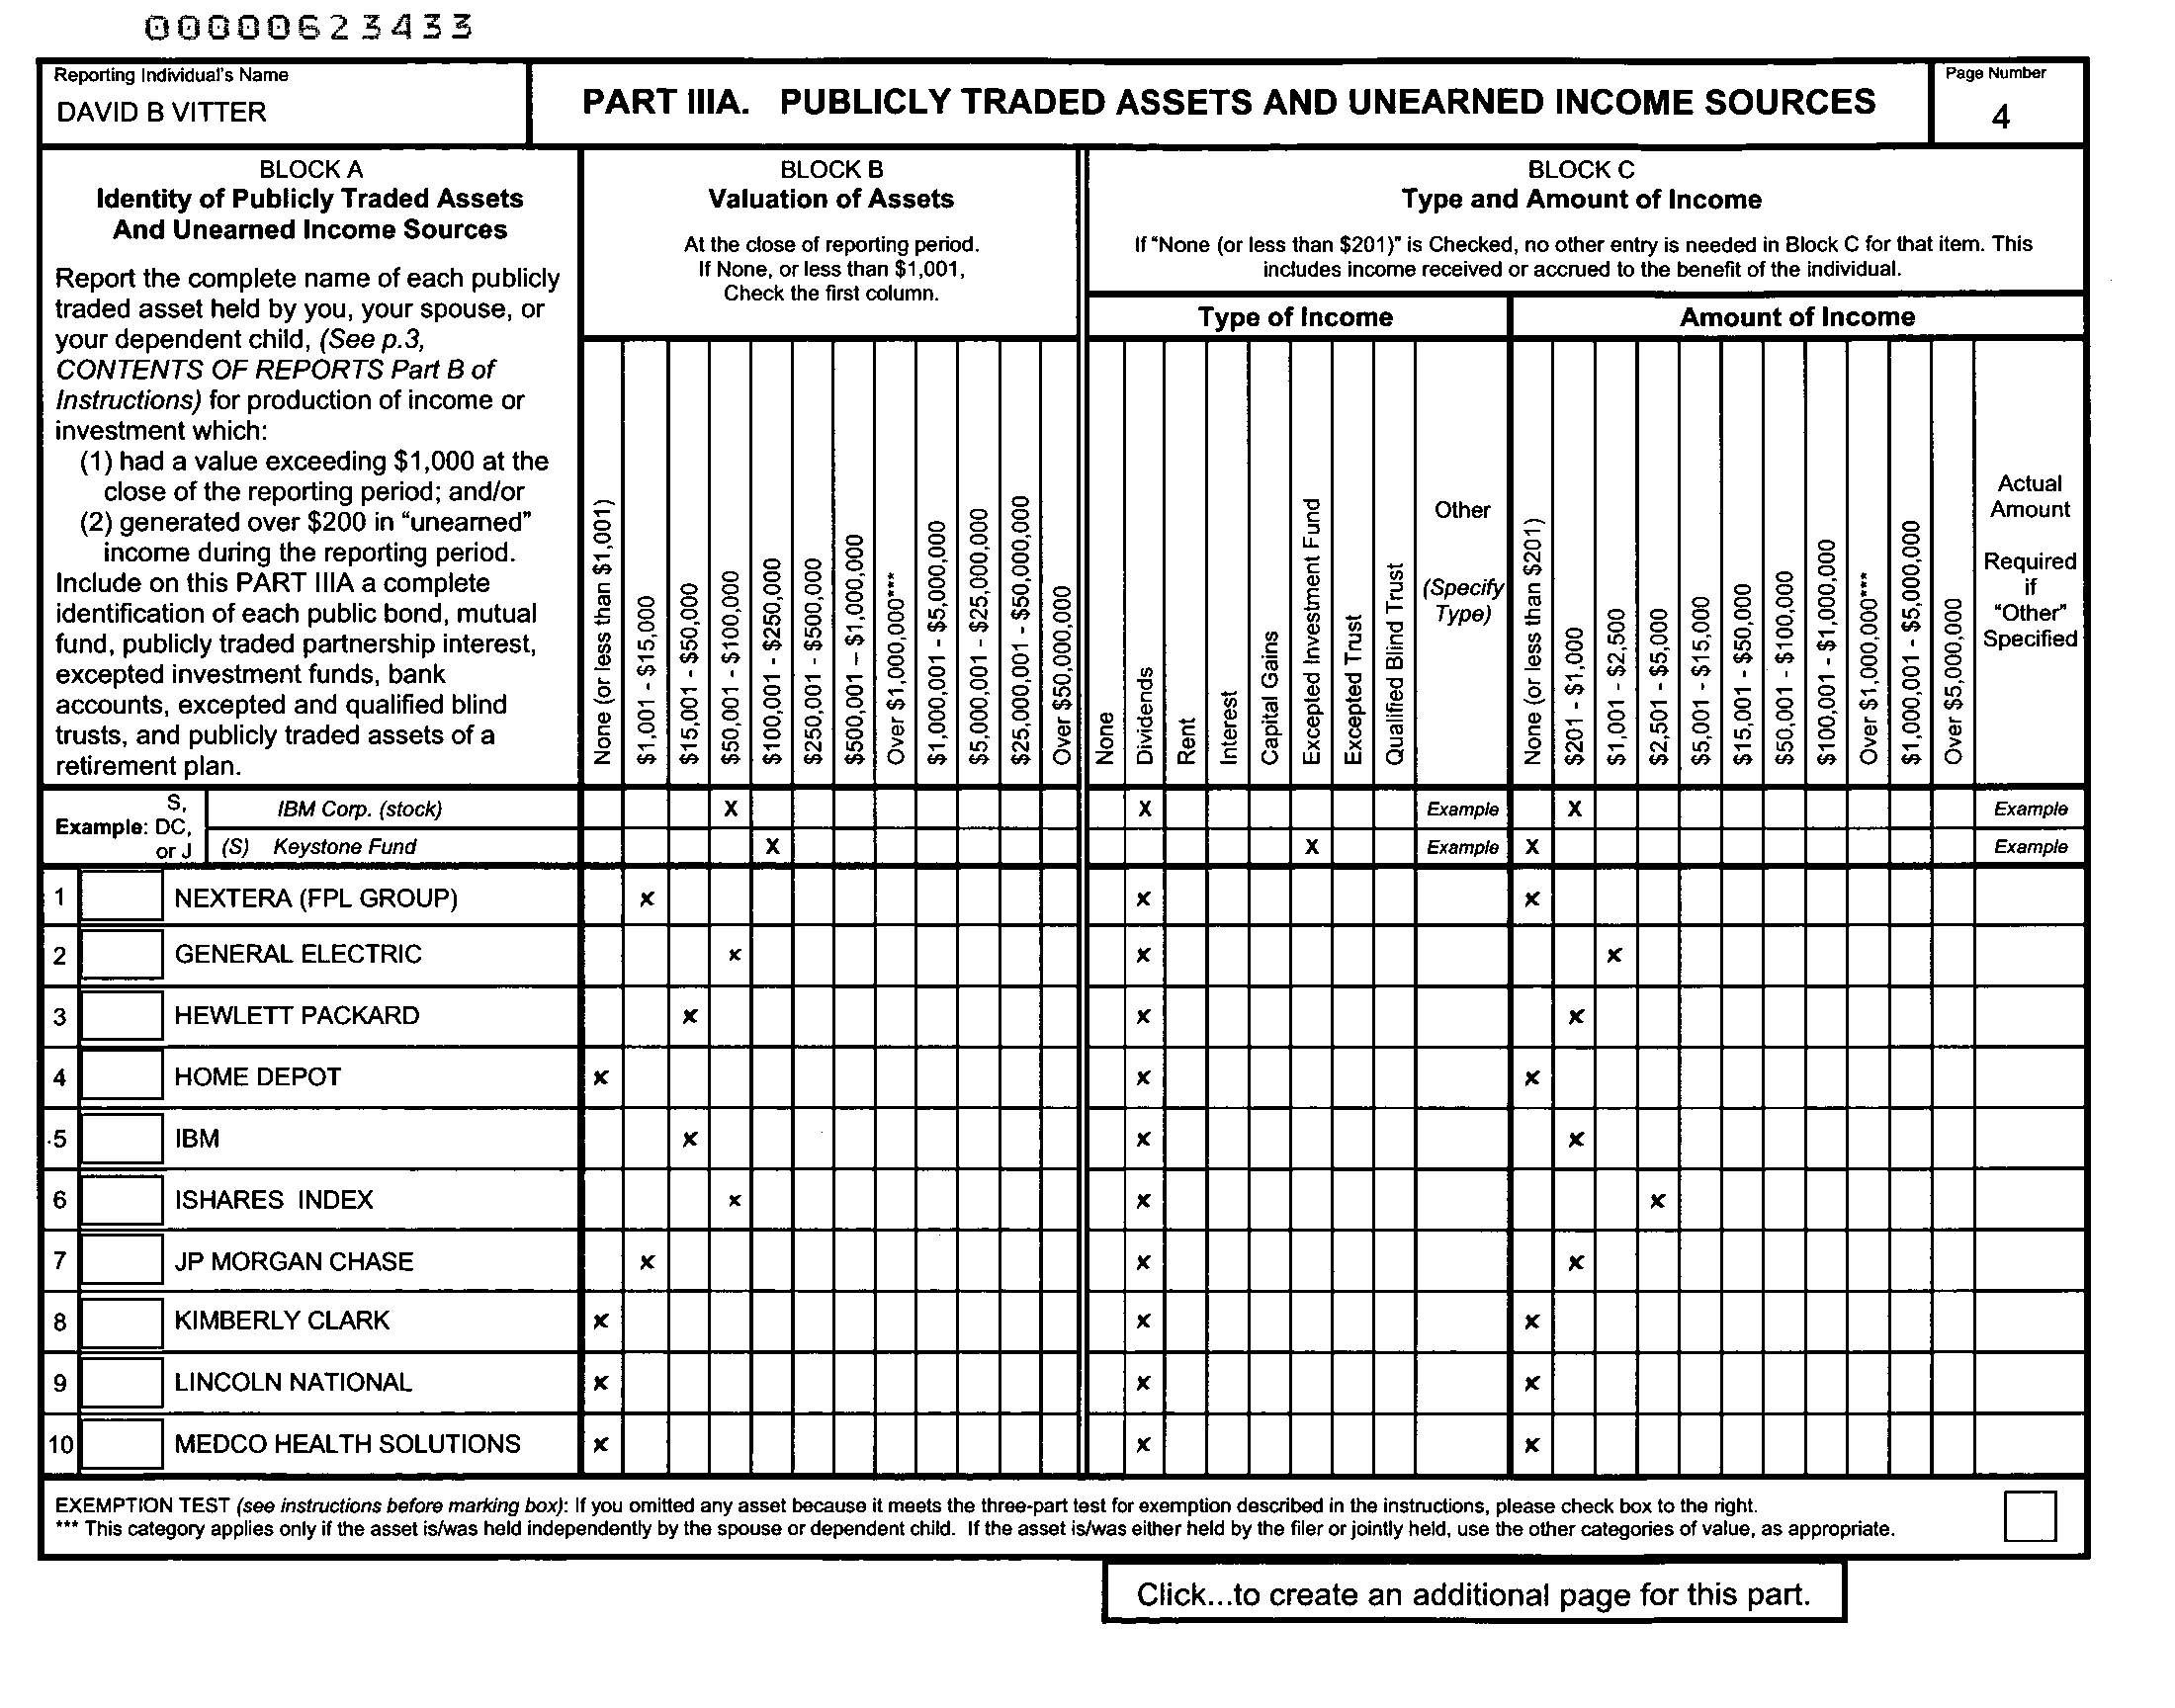 00000623433
Reporting Individual's Name
DAVID B VITTER
PART IIIA. PUBLICLY TRADED ASSETS AND UNEARNED INCOME SOURCES
Page Number
4
BLOCK A
Identity of Publicly Traded Assets
And Unearned Income Sources
Report the complete name of each publicly
traded asset held by you, your spouse, or
your dependent child, (See p.3,
CONTENTS OF REPORTS Part B of
Instructions) for production of income or
investment which:
(1) had a value exceeding $1,000 at the
close of the reporting period; and/or
(2) generated over $200 in "unearned"
income during the reporting period.
Include on this PART IIIA a complete
identification of each public bond, mutual
fund, publicly traded partnership interest,
excepted investment funds, bank
accounts, excepted and qualified blind
trusts, and publicly traded assets of a
retirement plan.
BLOCK B
Valuation of Assets
At the close of reporting period.
If None, or less than $1,001,
Check the first column.
None (or less than $1,001)
$1,001 - $15,000
$15,001 - $50,000
$50,001 - $100,000
$100,001 - $250,000
$250,001 - $500,000
$500,001 – $1,000,000
Over $1,000,000***
$1,000,001 - $5,000,000
$5,000,001 - $25,000,000
$25,000,001 - $50,000,000
Over $50,000,000
BLOCK C
Type and Amount of Income
If "None (or less than $201)" is Checked, no other entry is needed in Block C for that item. This
includes income received or accrued to the benefit of the individual.
Type of Income
None
Dividends
Rent
Interest
Capital Gains
Excepted Investment Fund
Excepted Trust
Qualified Blind Trust
Other
(Specify
Type)
Amount of Income
None (or less than $201)
$201 - $1,000
$1,001 - $2,500
$2,501 - $5,000
$5,001 - $15,000
$15,001 - $50,000
$50,001 - $100,000
$100,001 - $1,000,000
Over $1,000,000***
$1,000,001 - $5,000,000
Over $5,000,000
Actual
Amount
Required
if
"Other"
Specified
Example: S, DC, or J
IBM Corp. (stock) X X Example X Example
(S) Keystone Fund X X Example X Example
1 NEXTERA (FPL GROUP) x x x
2 GENERAL ELECTRIC x x x
3 HEWLETT PACKARD x x x
4 HOME DEPOT x x x
5 IBM x x x
6 ISHARES INDEX x x x
7 JP MORGAN CHASE x x x
8 KIMBERLY CLARK x x x
9 LINCOLN NATIONAL x x x
10 MEDCO HEALTH SOLUTIONS x x x
EXEMPTION TEST (see instructions before marking box): If you omitted any asset because it meets the three-part test for exemption described in the instructions, please check box to the right.
*** This category applies only if the asset is/was held independently by the spouse or dependent child. If the asset is/was either held by the filer or jointly held, use the other categories of value, as appropriate.
Click...to create an additional page for this part.